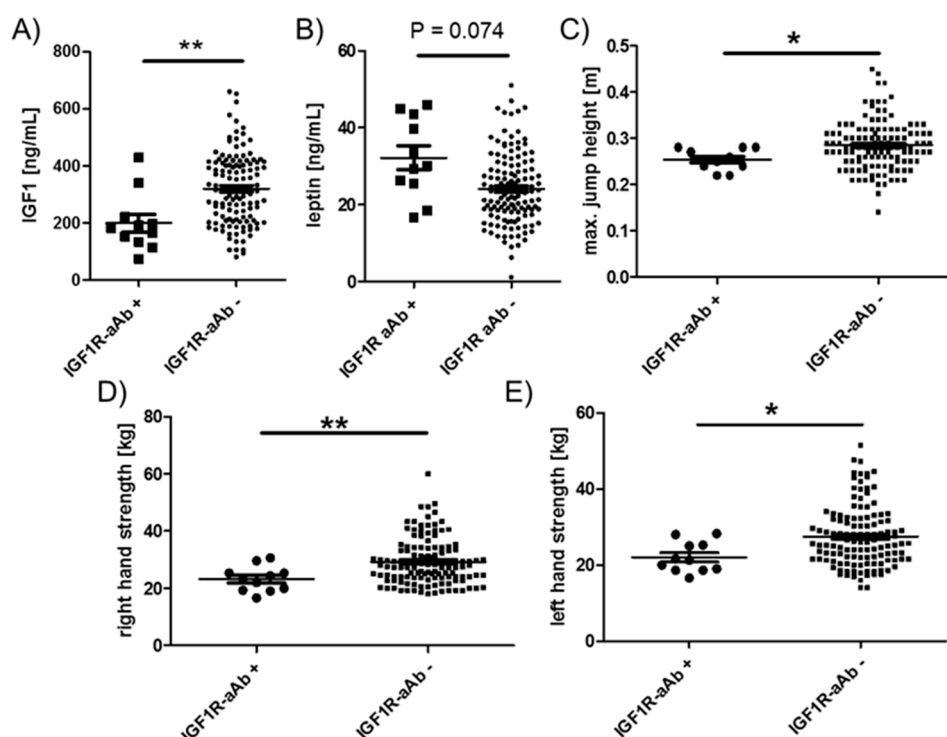 A)
**
IGF1 [ng/mL]
800
600
400
200
0
IGF1R-aAb +
IGF1R-aAb -
B)
P = 0.074
leptin [ng/mL]
60
40
20
0
IGF1R aAb +
IGF1R aAb -
C)
*
max. jump height [m]
0.5
0.4
0.3
0.2
0.1
0.0
IGF1R-aAb +
IGF1R-aAb -
D)
**
right hand strength [kg]
80
60
40
20
0
IGF1R-aAb +
IGF1R-aAb -
E)
*
left hand strength [kg]
60
40
20
0
IGF1R-aAb +
IGF1R-aAb -